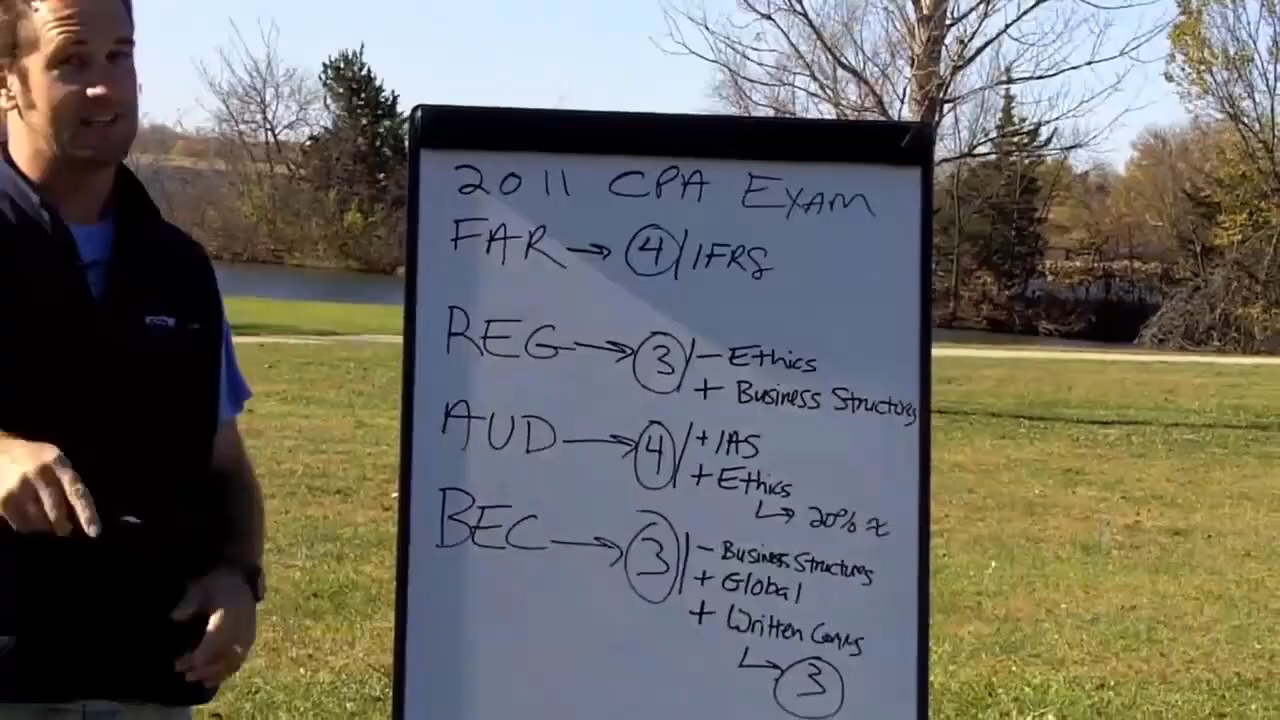 2011 CPA EXAM
FAR → 4 / IFRS
REG → 3 / - Ethics
+ Business Structures
AUD → 4 / + IAS
+ Ethics
↳ 20% ≈
BEC → 3 / - Business Structures
+ Global
+ Written Comms
↳ 3